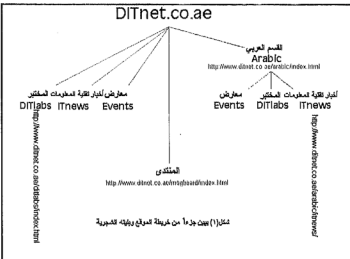 DITnet.co.ae
القسم العربي
Arabic
http://www.ditnet.co.ae/arabic/index.html
معارض أخبار تقنية المعلومات المختبر
DITlabs ITnews Events
معارض المختبر أخبار تقنية المعلومات
Events DITlabs ITnews
http://www.ditnet.co.ae/ditlabs/index.html
http://www.ditnet.co.ae/arabic/itnews/
المنتدى
http://www.ditnet.co.ae/msgboard/index.html
شكل(١) يبين جزءاً من خريطة الموقع وبنيته الشجرية